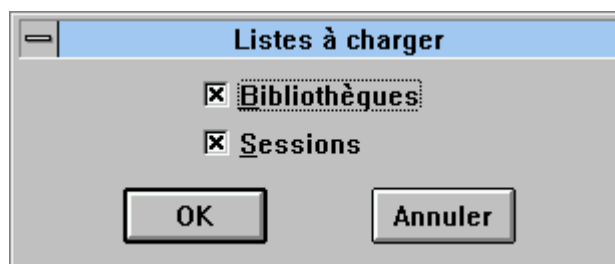 Listes à charger
Bibliothèques
Sessions
OK Annuler